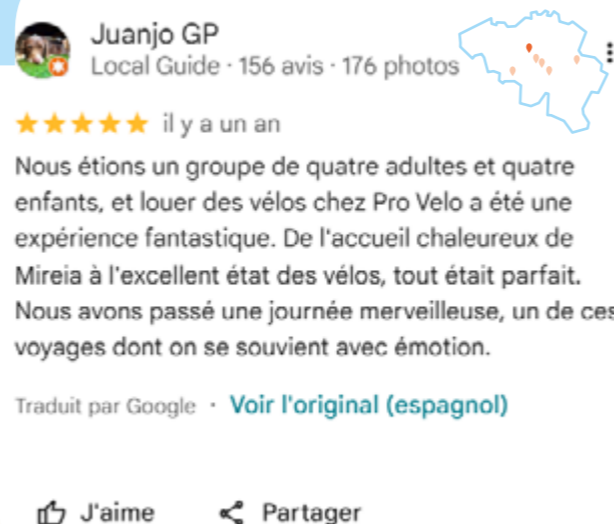 Juanjo GP
Local Guide · 156 avis · 176 photos
il y a un an
Nous étions un groupe de quatre adultes et quatre
enfants, et louer des vélos chez Pro Velo a été une
expérience fantastique. De l'accueil chaleureux de
Mireia à l'excellent état des vélos, tout était parfait.
Nous avons passé une journée merveilleuse, un de ces
voyages dont on se souvient avec émotion.
Traduit par Google · Voir l'original (espagnol)
J'aime Partager